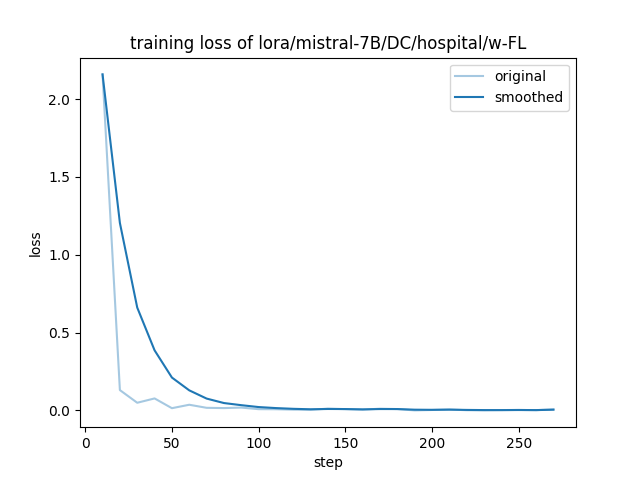 training loss of lora/mistral-7B/DC/hospital/w-FL
original
smoothed
2.0
1.5
1.0
0.5
0.0
loss
0 50 100 150 200 250
step